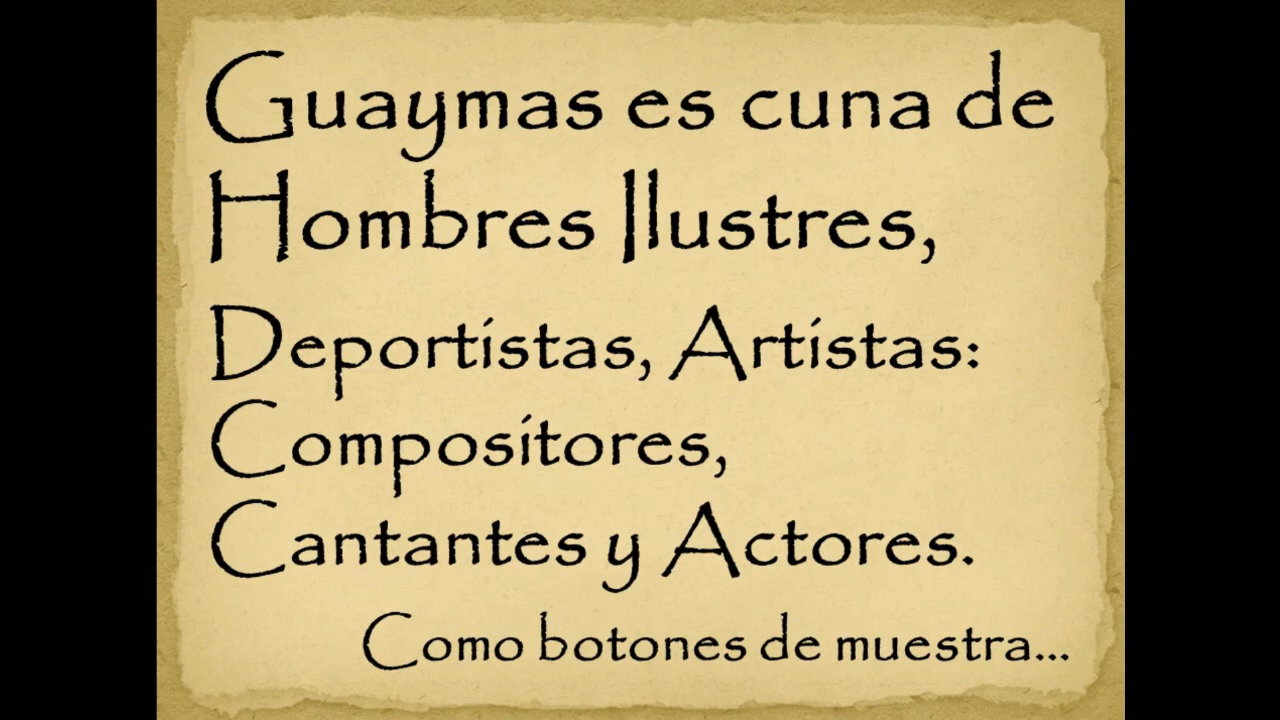 Guaymas es cuna de
Hombres Ilustres,
Deportistas, Artistas:
Compositores,
Cantantes y Actores.
Como botones de muestra...